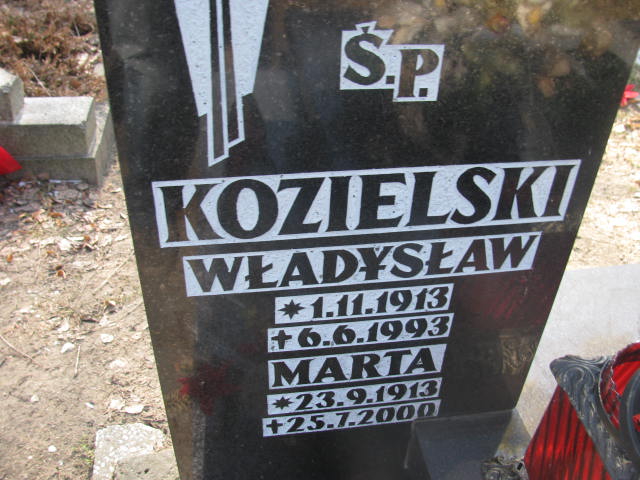 Ś.P.
KOZIELSKI
WŁADYSŁAW
* 1.11.1913
+ 6.6.1993
MARTA
* 23.9.1913
+ 25.7.2000